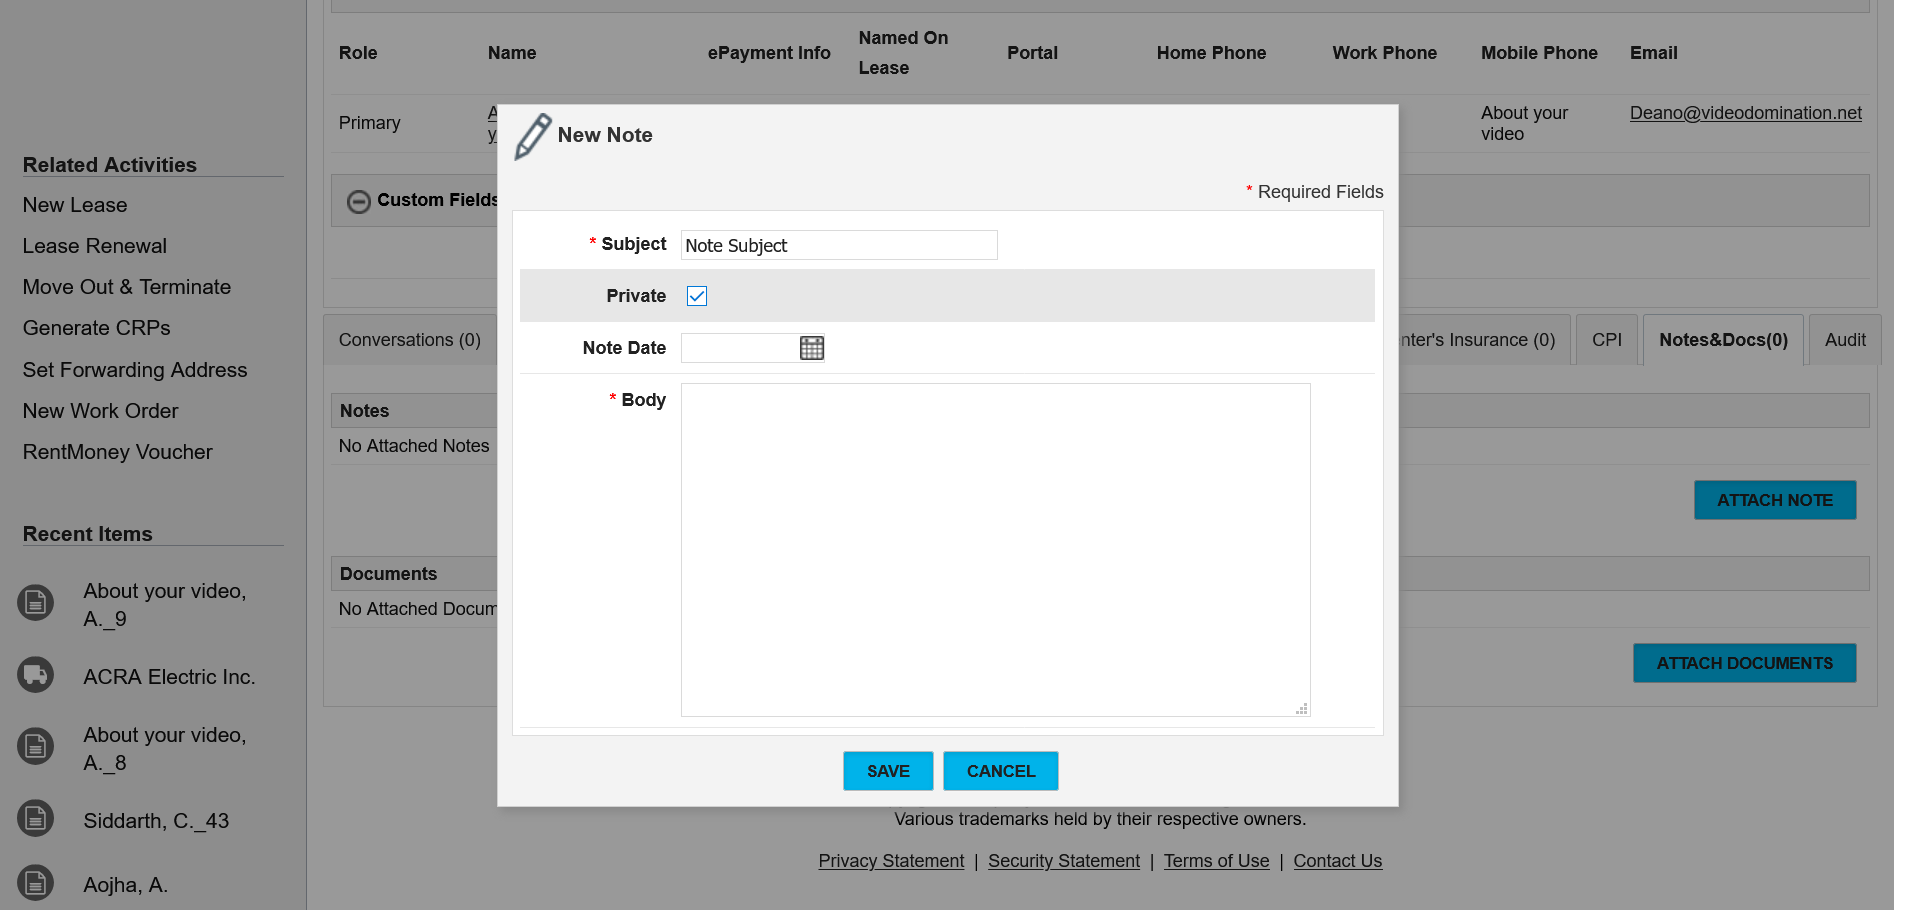 Role Name ePayment Info Named On Lease Portal Home Phone Work Phone Mobile Phone Email
Primary About your video Deano@videodomination.net
Related Activities
New Lease
Lease Renewal
Move Out & Terminate
Generate CRPs
Set Forwarding Address
New Work Order
RentMoney Voucher
Recent Items
About your video, A._9
ACRA Electric Inc.
About your video, A._8
Siddarth, C._43
Aojha, A.
Custom Fields
Conversations (0) Insurance (0) CPI Notes&Docs(0) Audit
Notes
No Attached Notes
ATTACH NOTE
Documents
No Attached
ATTACH DOCUMENTS
New Note
* Required Fields
* Subject Note Subject
Private
Note Date
* Body
SAVE CANCEL
Various trademarks held by their respective owners.
Privacy Statement | Security Statement | Terms of Use | Contact Us